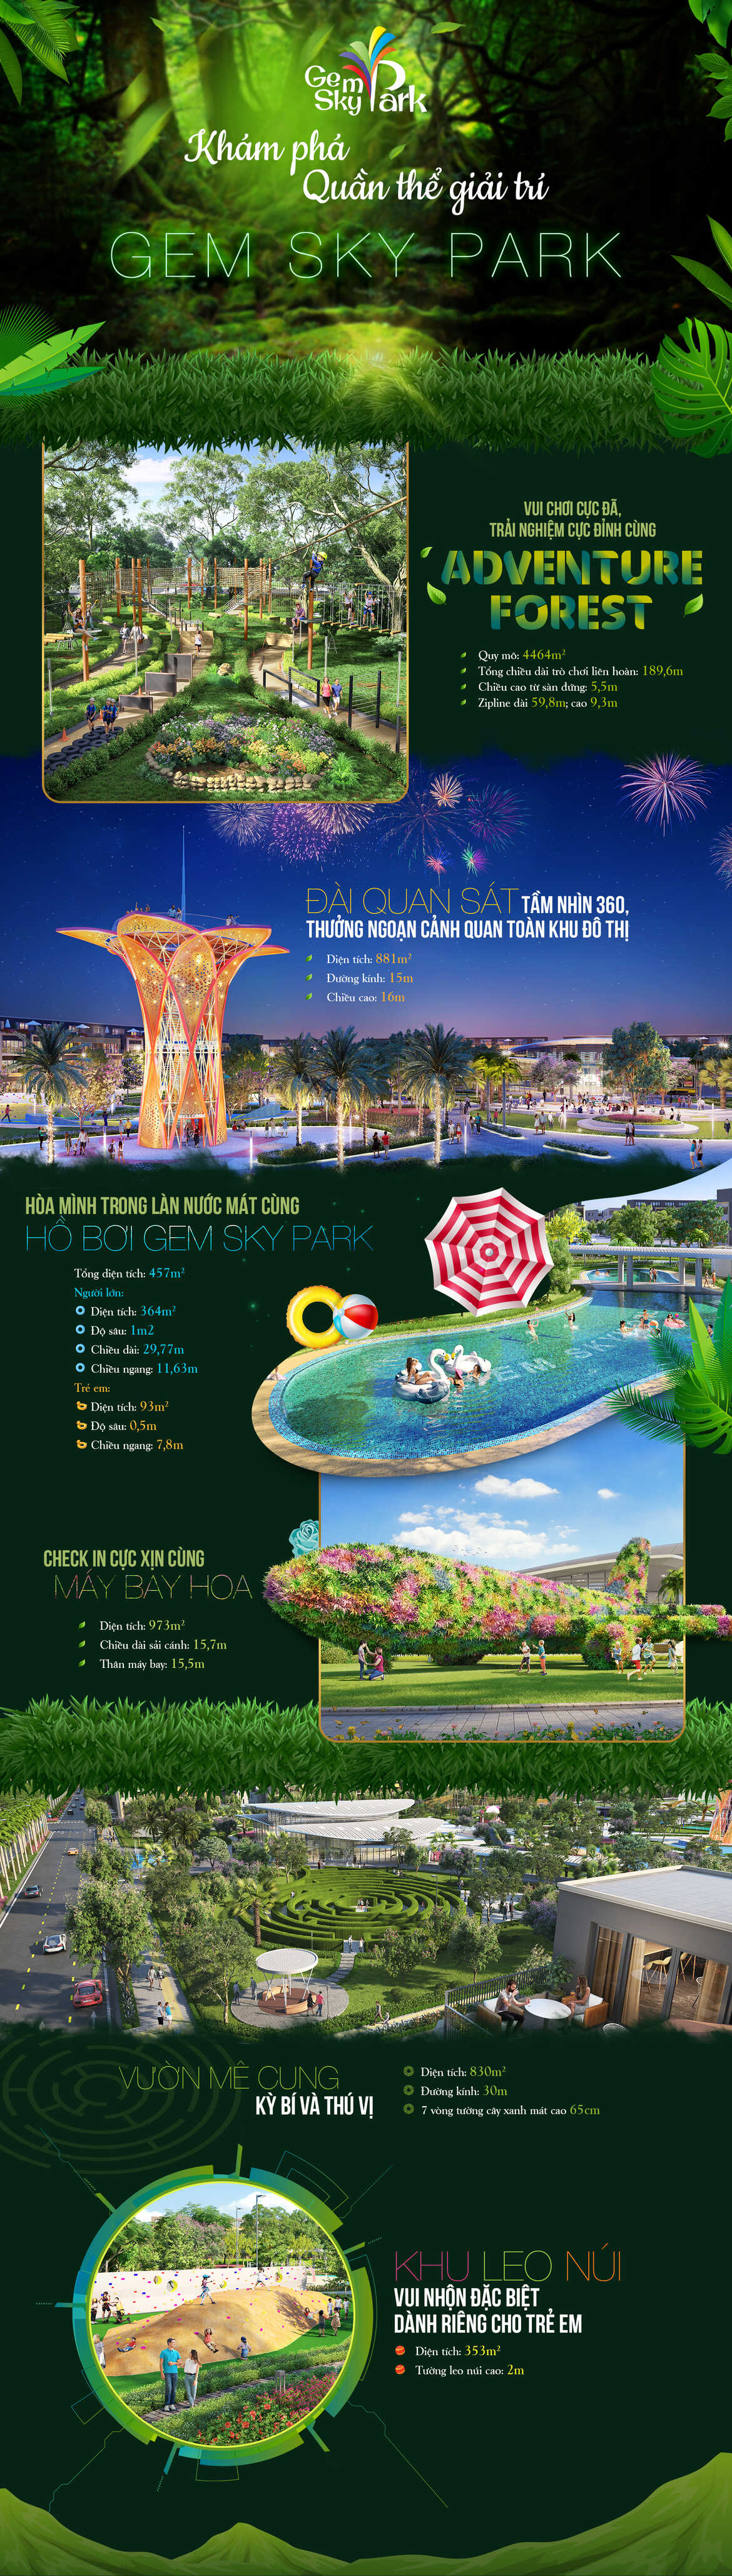 Gem
Sky Park
Khám phá
Quần thể giải trí
GEM SKY PARK
VUI CHƠI CỰC ĐÃ,
TRẢI NGHIỆM CỰC ĐỈNH CÙNG
ADVENTURE
FOREST
Quy mô: 4464m²
Tổng chiều dài trò chơi liên hoàn: 189,6m
Chiều cao từ sàn đứng: 5,5m
Zipline dài 59,8m; cao 9,3m
ĐÀI QUAN SÁT TẦM NHÌN 360,
THƯỞNG NGOẠN CẢNH QUAN TOÀN KHU ĐÔ THỊ
Diện tích: 881m²
Đường kính: 15m
Chiều cao: 16m
HÒA MÌNH TRONG LÀN NƯỚC MÁT CÙNG
HỒ BƠI GEM SKY PARK
Tổng diện tích: 457m²
Người lớn:
Diện tích: 364m²
Độ sâu: 1m2
Chiều dài: 29,77m
Chiều ngang: 11,63m
Trẻ em:
Diện tích: 93m²
Độ sâu: 0,5m
Chiều ngang: 7,8m
CHECK IN CỰC XỊN CÙNG
MÁY BAY HOA
Diện tích: 973m²
Chiều dài sải cánh: 15,7m
Thân máy bay: 15,5m
VƯỜN MÊ CUNG
KỲ BÍ VÀ THÚ VỊ
Diện tích: 830m²
Đường kính: 30m
7 vòng tường cây xanh mát cao 65cm
KHU LEO NÚI
VUI NHỘN ĐẶC BIỆT
DÀNH RIÊNG CHO TRẺ EM
Diện tích: 353m²
Tường leo núi cao: 2m